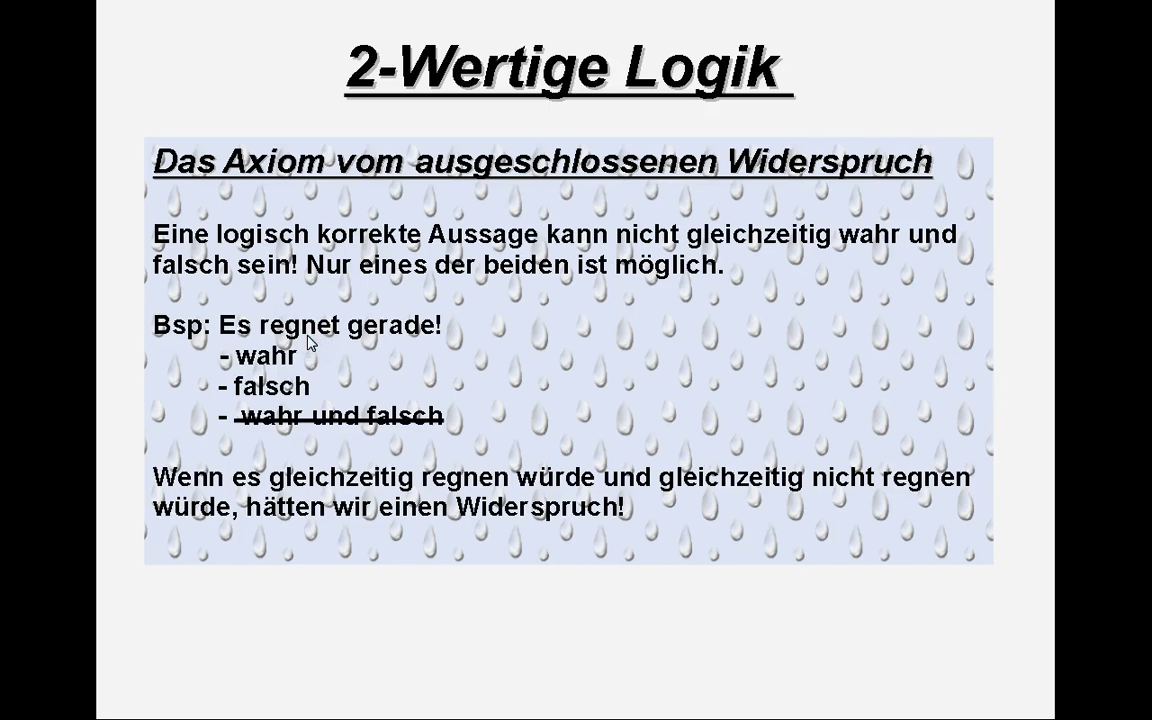 2-Wertige Logik
Das Axiom vom ausgeschlossenen Widerspruch
Eine logisch korrekte Aussage kann nicht gleichzeitig wahr und
falsch sein! Nur eines der beiden ist möglich.
Bsp: Es regnet gerade!
- wahr
- falsch
- wahr und falsch
Wenn es gleichzeitig regnen würde und gleichzeitig nicht regnen
würde, hätten wir einen Widerspruch!